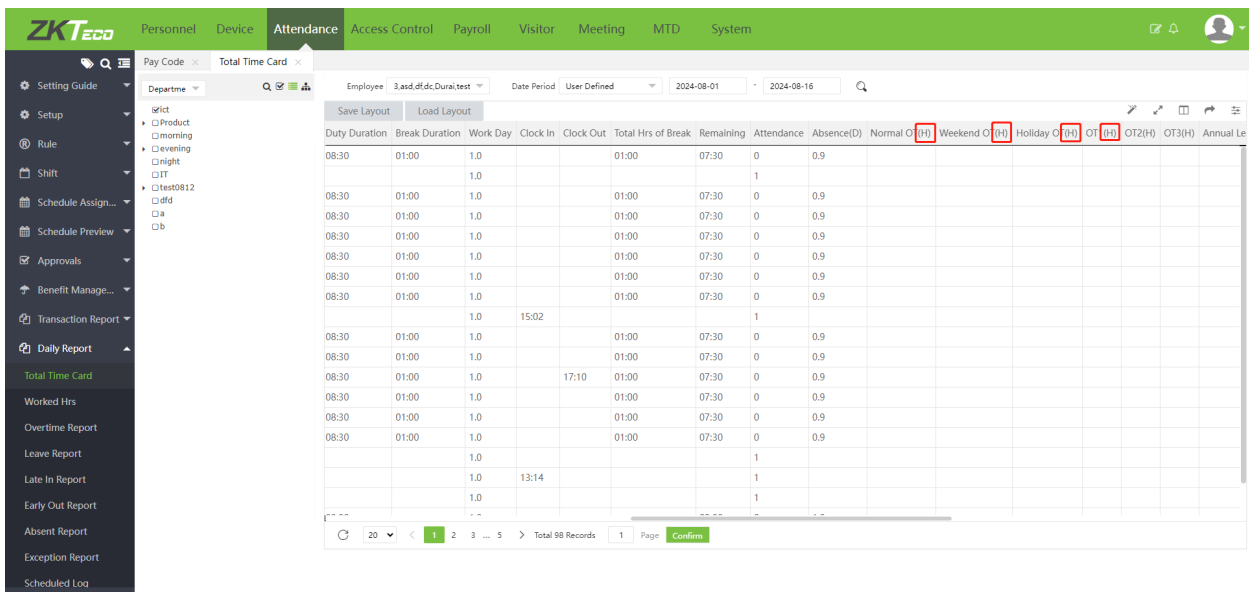 ZKTECO Personnel Device Attendance Access Control Payroll Visitor Meeting MTD System
Pay Code × Total Time Card ×
Setting Guide
Setup
Rule
Shift
Schedule Assign...
Schedule Preview
Approvals
Benefit Manage...
Transaction Report
Daily Report
Total Time Card
Worked Hrs
Overtime Report
Leave Report
Late In Report
Early Out Report
Absent Report
Exception Report
Scheduled Log
Departme
ict
Product
morning
evening
night
IT
test0812
dfd
a
b
Employee 3,asd,df,dc,Durai,test Date Period User Defined 2024-08-01 - 2024-08-16
Save Layout Load Layout
Duty Duration Break Duration Work Day Clock In Clock Out Total Hrs of Break Remaining Attendance Absence(D) Normal OT(H) Weekend OT(H) Holiday OT(H) OT (H) OT2(H) OT3(H) Annual Le
08:30 01:00 1.0 01:00 07:30 0 0.9
1.0 1
08:30 01:00 1.0 01:00 07:30 0 0.9
08:30 01:00 1.0 01:00 07:30 0 0.9
08:30 01:00 1.0 01:00 07:30 0 0.9
08:30 01:00 1.0 01:00 07:30 0 0.9
08:30 01:00 1.0 01:00 07:30 0 0.9
08:30 01:00 1.0 01:00 07:30 0 0.9
1.0 15:02 1
08:30 01:00 1.0 01:00 07:30 0 0.9
08:30 01:00 1.0 01:00 07:30 0 0.9
08:30 01:00 1.0 17:10 01:00 07:30 0 0.9
08:30 01:00 1.0 01:00 07:30 0 0.9
08:30 01:00 1.0 01:00 07:30 0 0.9
08:30 01:00 1.0 01:00 07:30 0 0.9
1.0 1
1.0 13:14 1
1.0 1
20 < 1 2 3 ... 5 > Total 98 Records 1 Page Confirm